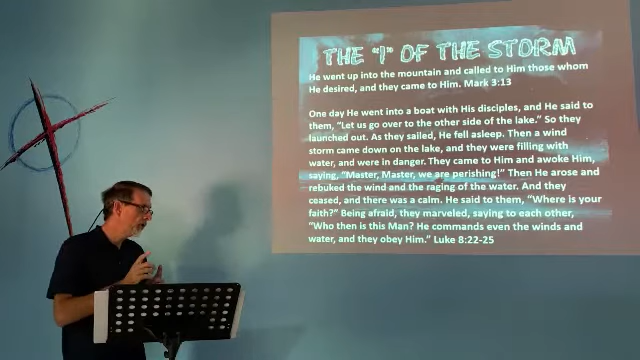 THE "I" OF THE STORM
He went up into the mountain and called to Him those whom
He desired, and they came to Him. Mark 3:13
One day He went into a boat with His disciples, and He said to
them, "Let us go over to the other side of the lake." So they
launched out. As they sailed, He fell asleep. Then a wind
storm came down on the lake, and they were filling with
water, and were in danger. They came to Him and awoke Him,
saying, "Master, Master, we are perishing!" Then He arose and
rebuked the wind and the raging of the water. And they
ceased, and there was a calm. He said to them, "Where is your
faith?" Being afraid, they marveled, saying to each other,
"Who then is this Man? He commands even the winds and
water, and they obey Him." Luke 8:22-25